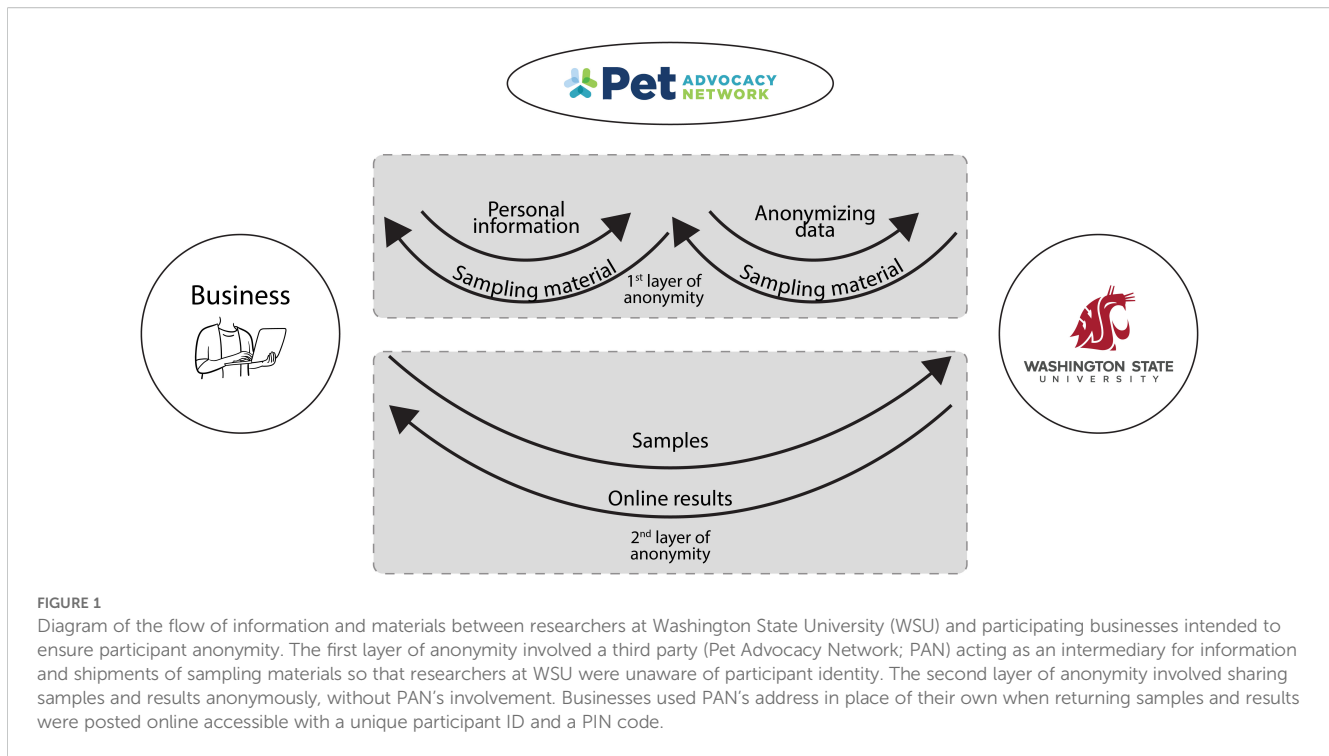 Pet ADVOCACY
NETWORK
Personal
information
Anonymizing
data
Sampling material
1st layer of
anonymity
Sampling material
Business
WASHINGTON STATE
UNIVERSITY
Samples
Online results
2nd layer of
anonymity
FIGURE 1
Diagram of the flow of information and materials between researchers at Washington State University (WSU) and participating businesses intended to
ensure participant anonymity. The first layer of anonymity involved a third party (Pet Advocacy Network; PAN) acting as an intermediary for information
and shipments of sampling materials so that researchers at WSU were unaware of participant identity. The second layer of anonymity involved sharing
samples and results anonymously, without PAN’s involvement. Businesses used PAN’s address in place of their own when returning samples and results
were posted online accessible with a unique participant ID and a PIN code.